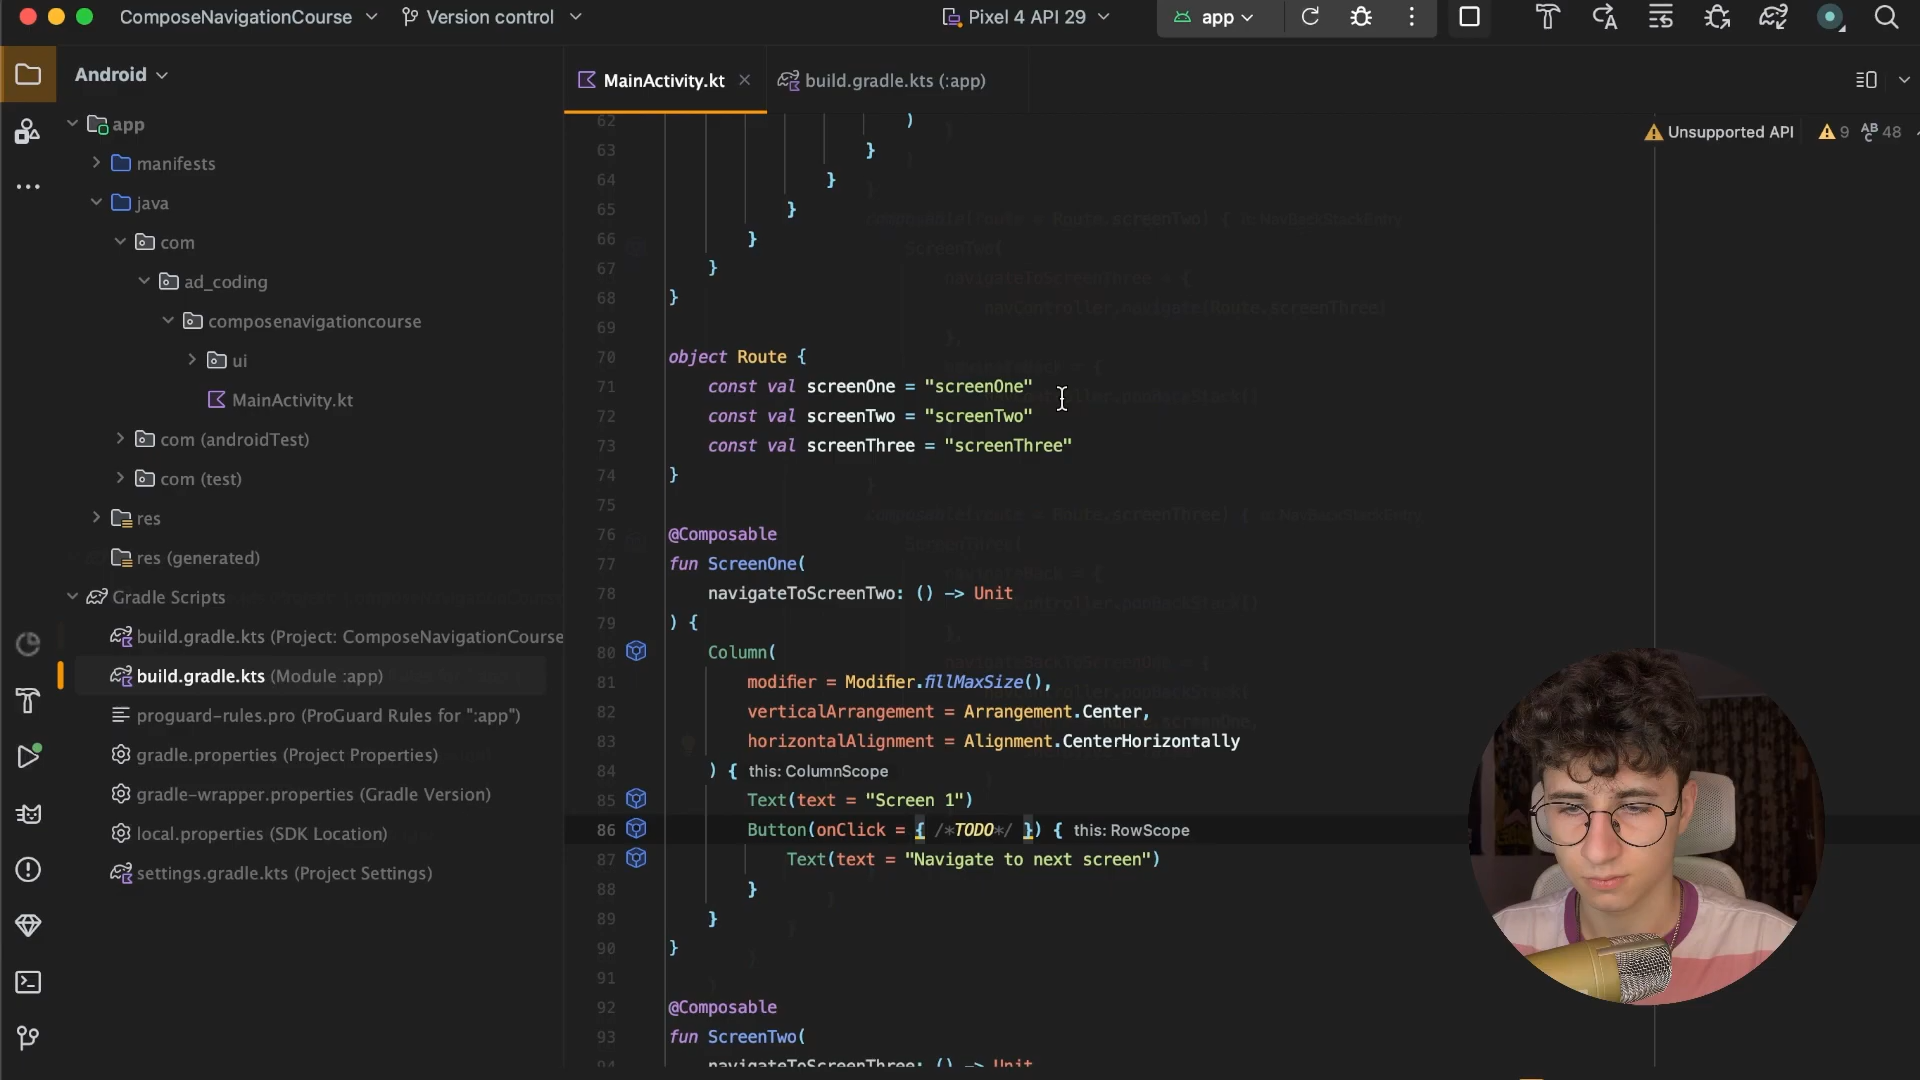 ComposeNavigationCourse
Version control
Pixel 4 API 29
app
Android
MainActivity.kt
build.gradle.kts (:app)
Unsupported API
9
48
app
manifests
java
com
ad_coding
composenavigationcourse
ui
MainActivity.kt
com (androidTest)
com (test)
res
res (generated)
Gradle Scripts
build.gradle.kts (Project: ComposeNavigationCourse
build.gradle.kts (Module :app)
proguard-rules.pro (ProGuard Rules for ":app")
gradle.properties (Project Properties)
gradle-wrapper.properties (Gradle Version)
local.properties (SDK Location)
settings.gradle.kts (Project Settings)
62 )
63 }
64 }
65 }
66 }
67 }
68 }
69
70 object Route {
71 const val screenOne = "screenOne"
72 const val screenTwo = "screenTwo"
73 const val screenThree = "screenThree"
74 }
75
76 @Composable
77 fun ScreenOne(
78 navigateToScreenTwo: () -> Unit
79 ) {
80 Column(
81 modifier = Modifier.fillMaxSize(),
82 verticalArrangement = Arrangement.Center,
83 horizontalAlignment = Alignment.CenterHorizontally
84 ) { this: ColumnScope
85 Text(text = "Screen 1")
86 Button(onClick = { /*TODO*/ }) { this: RowScope
87 Text(text = "Navigate to next screen")
88 }
89 }
90 }
91
92 @Composable
93 fun ScreenTwo(
94 navigateToScreenThree: () -> Unit